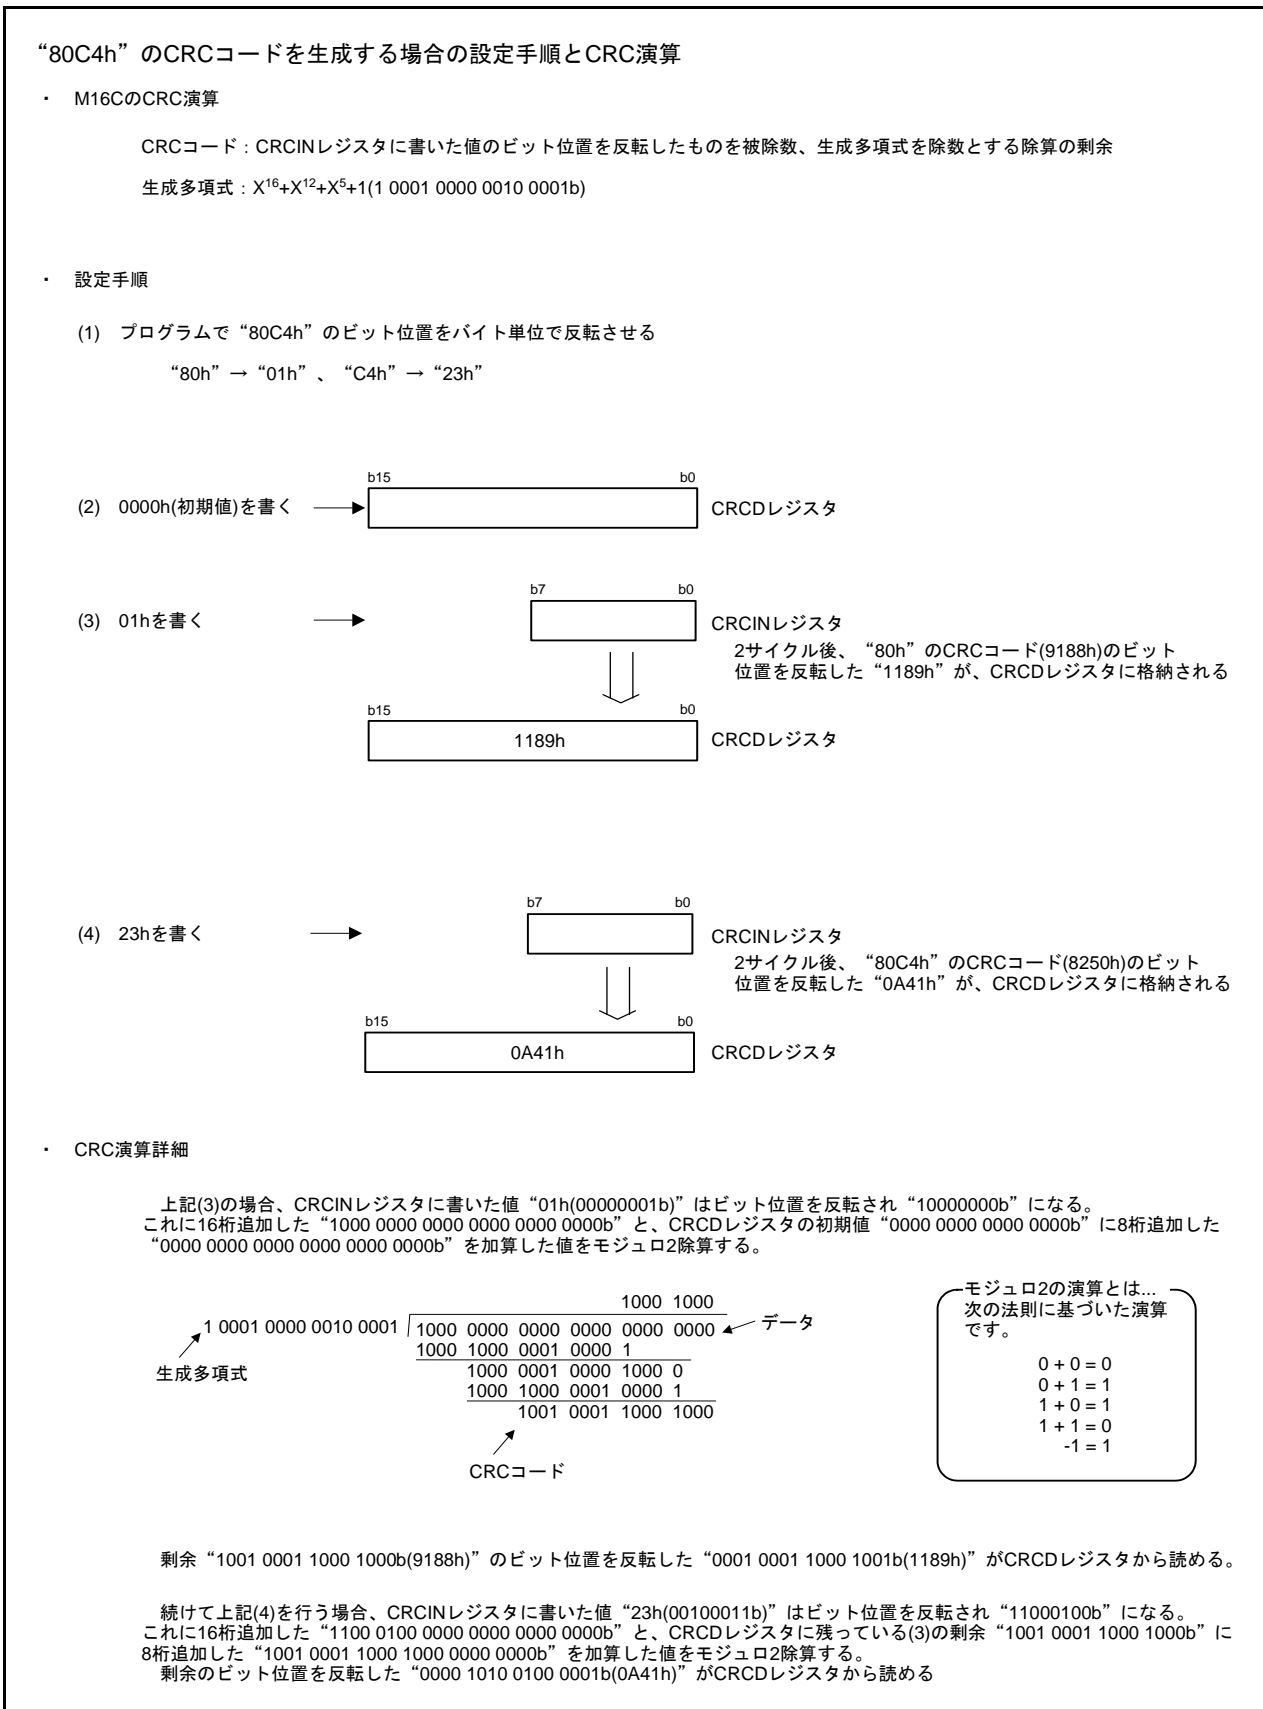 “80C4h”のCRCコードを生成する場合の設定手順とCRC演算
・ M16CのCRC演算
CRCコード：CRCINレジスタに書いた値のビット位置を反転したものを被除数、生成多項式を除数とする除算の剰余
生成多項式：X¹⁶+X¹²+X⁵+1(1 0001 0000 0010 0001b)
・ 設定手順
(1) プログラムで“80C4h”のビット位置をバイト単位で反転させる
“80h”→“01h”、“C4h”→“23h”
b15 b0
(2) 0000h(初期値)を書く CRCDレジスタ
b7 b0
(3) 01hを書く CRCINレジスタ
2サイクル後、“80h”のCRCコード(9188h)のビット
位置を反転した“1189h”が、CRCDレジスタに格納される
b15 b0
1189h CRCDレジスタ
b7 b0
(4) 23hを書く CRCINレジスタ
2サイクル後、“80C4h”のCRCコード(8250h)のビット
位置を反転した“0A41h”が、CRCDレジスタに格納される
b15 b0
0A41h CRCDレジスタ
・ CRC演算詳細
上記(3)の場合、CRCINレジスタに書いた値“01h(00000001b)”はビット位置を反転され“10000000b”になる。
これに16桁追加した“1000 0000 0000 0000 0000 0000b”と、CRCDレジスタの初期値“0000 0000 0000 0000b”に8桁追加した
“0000 0000 0000 0000 0000 0000b”を加算した値をモジュロ2除算する。
1000 1000
1 0001 0000 0010 0001 1000 0000 0000 0000 0000 0000 データ
1000 1000 0001 0000 1
生成多項式 1000 0001 0000 1000 0
1000 1000 0001 0000 1
1001 0001 1000 1000
CRCコード
モジュロ2の演算とは...
次の法則に基づいた演算
です。
0 + 0 = 0
0 + 1 = 1
1 + 0 = 1
1 + 1 = 0
-1 = 1
剰余“1001 0001 1000 1000b(9188h)”のビット位置を反転した“0001 0001 1000 1001b(1189h)”がCRCDレジスタから読める。
続けて上記(4)を行う場合、CRCINレジスタに書いた値“23h(00100011b)”はビット位置を反転され“11000100b”になる。
これに16桁追加した“1100 0100 0000 0000 0000 0000b”と、CRCDレジスタに残っている(3)の剰余“1001 0001 1000 1000b”に
8桁追加した“1001 0001 1000 1000 0000 0000b”を加算した値をモジュロ2除算する。
剰余のビット位置を反転した“0000 1010 0100 0001b(0A41h)”がCRCDレジスタから読める